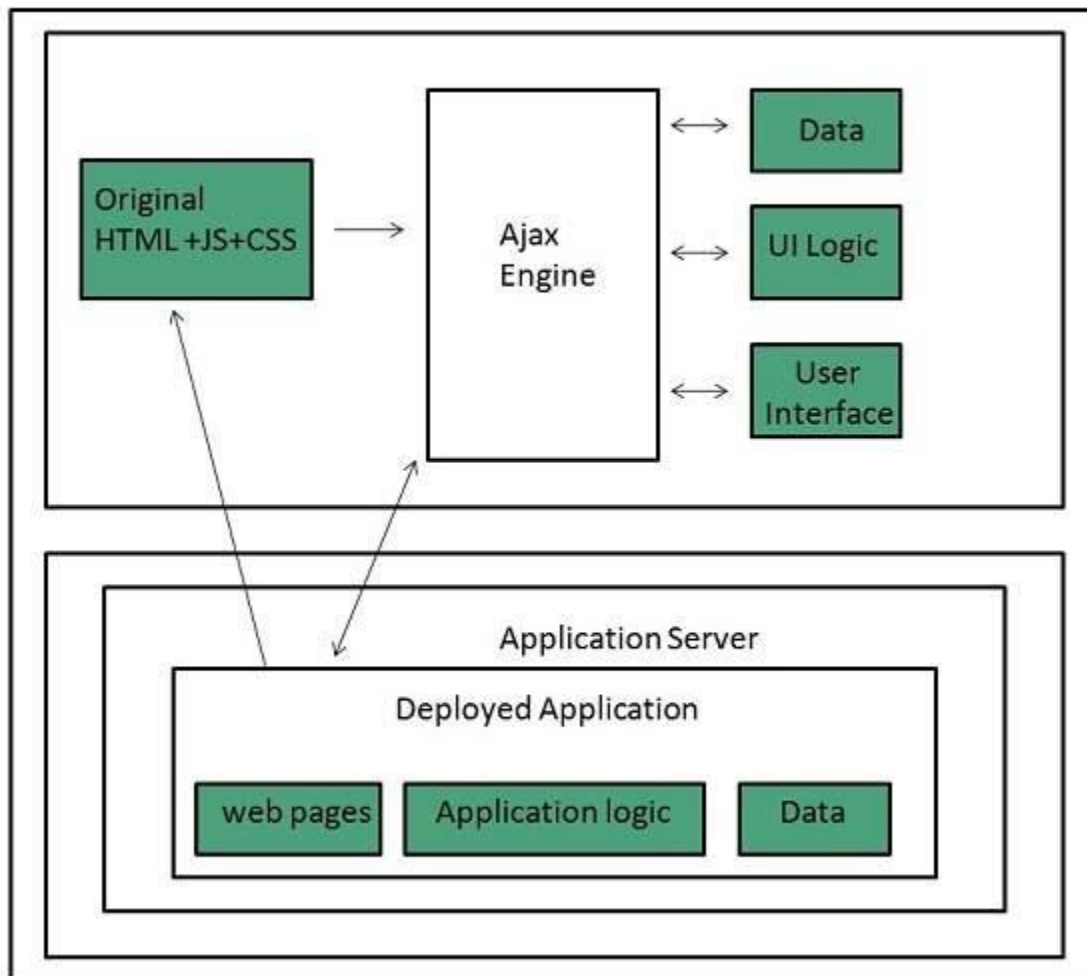 Original
HTML +JS+CSS
Ajax
Engine
Data
UI Logic
User
Interface
Application Server
Deployed Application
web pages
Application logic
Data